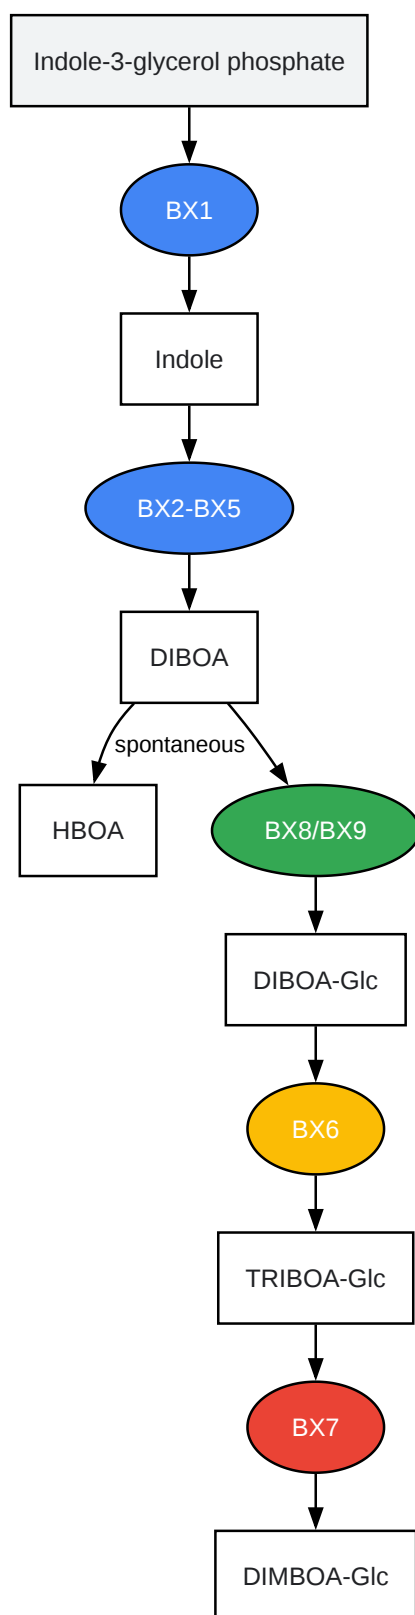 Indole-3-glycerol phosphate
BX1
Indole
BX2-BX5
DIBOA
spontaneous
HBOA
BX8/BX9
DIBOA-Glc
BX6
TRIBOA-Glc
BX7
DIMBOA-Glc